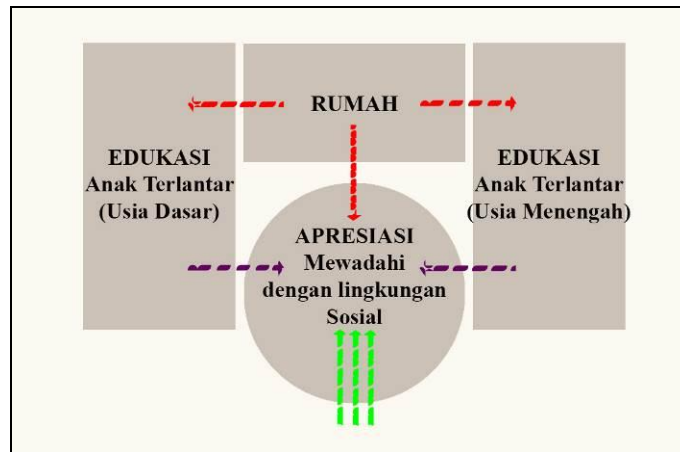 RUMAH
EDUKASI
Anak Terlantar
(Usia Dasar)
EDUKASI
Anak Terlantar
(Usia Menengah)
APRESIASI
Mewadahi
dengan lingkungan
Sosial